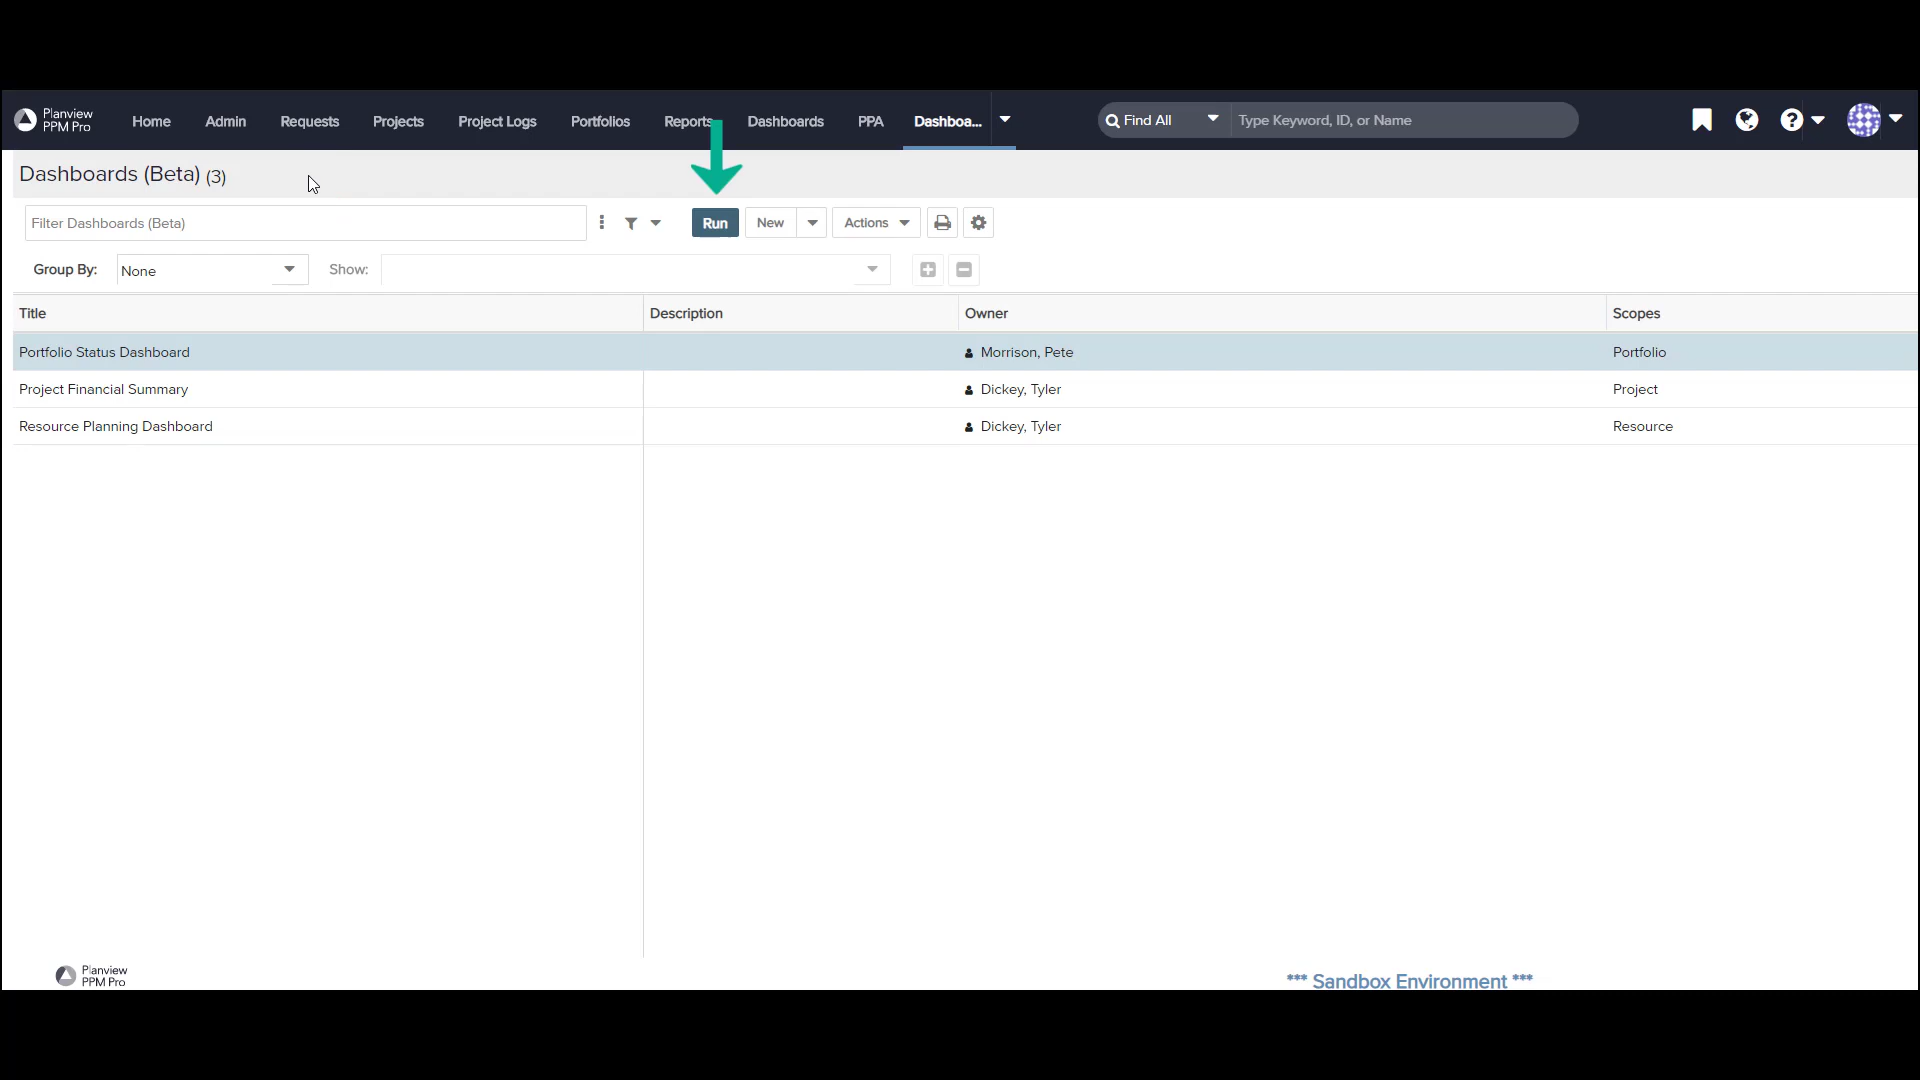 Planview PPM Pro
Home Admin Requests Projects Project Logs Portfolios Reports Dashboards PPA Dashboa... Find All Type Keyword, ID, or Name
Dashboards (Beta) (3)
Filter Dashboards (Beta) Run New Actions
Group By: None Show:
Title Description Owner Scopes
Portfolio Status Dashboard Morrison, Pete Portfolio
Project Financial Summary Dickey, Tyler Project
Resource Planning Dashboard Dickey, Tyler Resource
Planview PPM Pro
*** Sandbox Environment ***